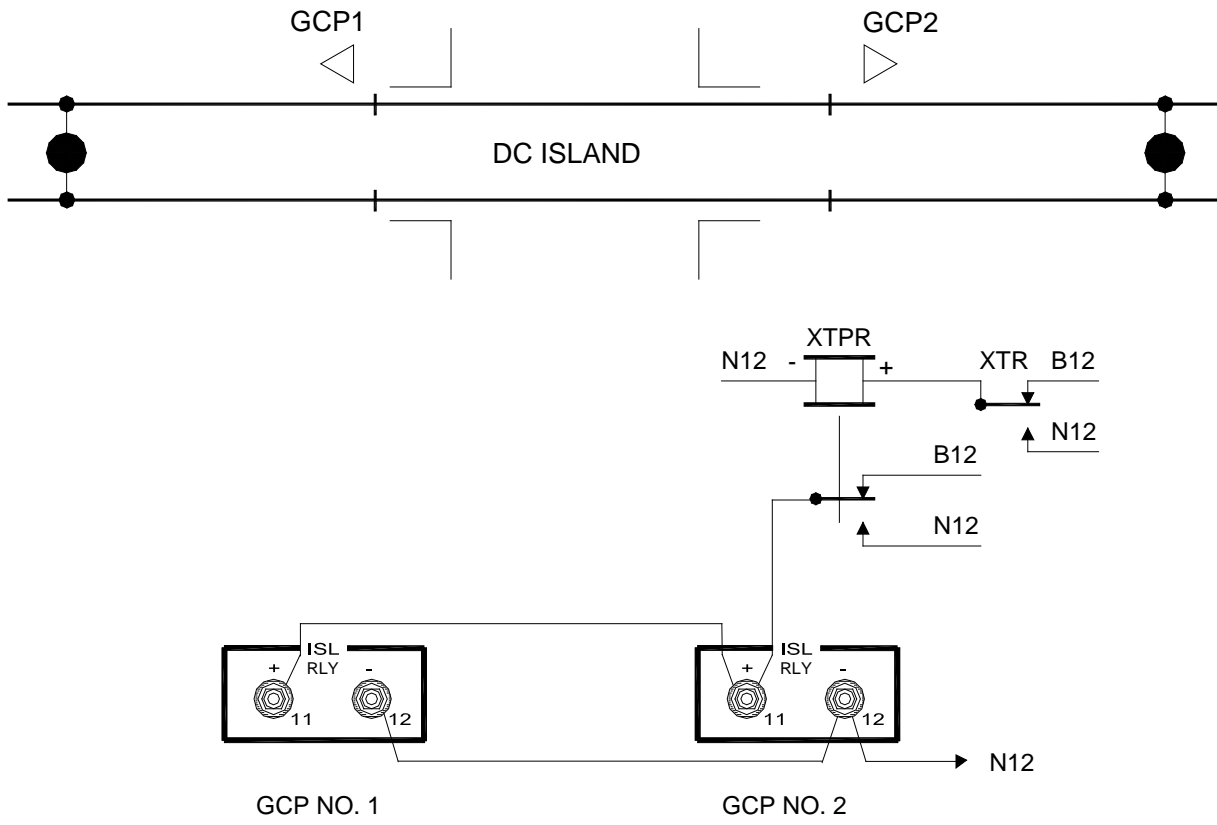 GCP1
GCP2
DC ISLAND
XTPR
N12 - + XTR B12
N12
B12
N12
ISL ISL
+ RLY - + RLY -
11 12 11 12
N12
GCP NO. 1 GCP NO. 2